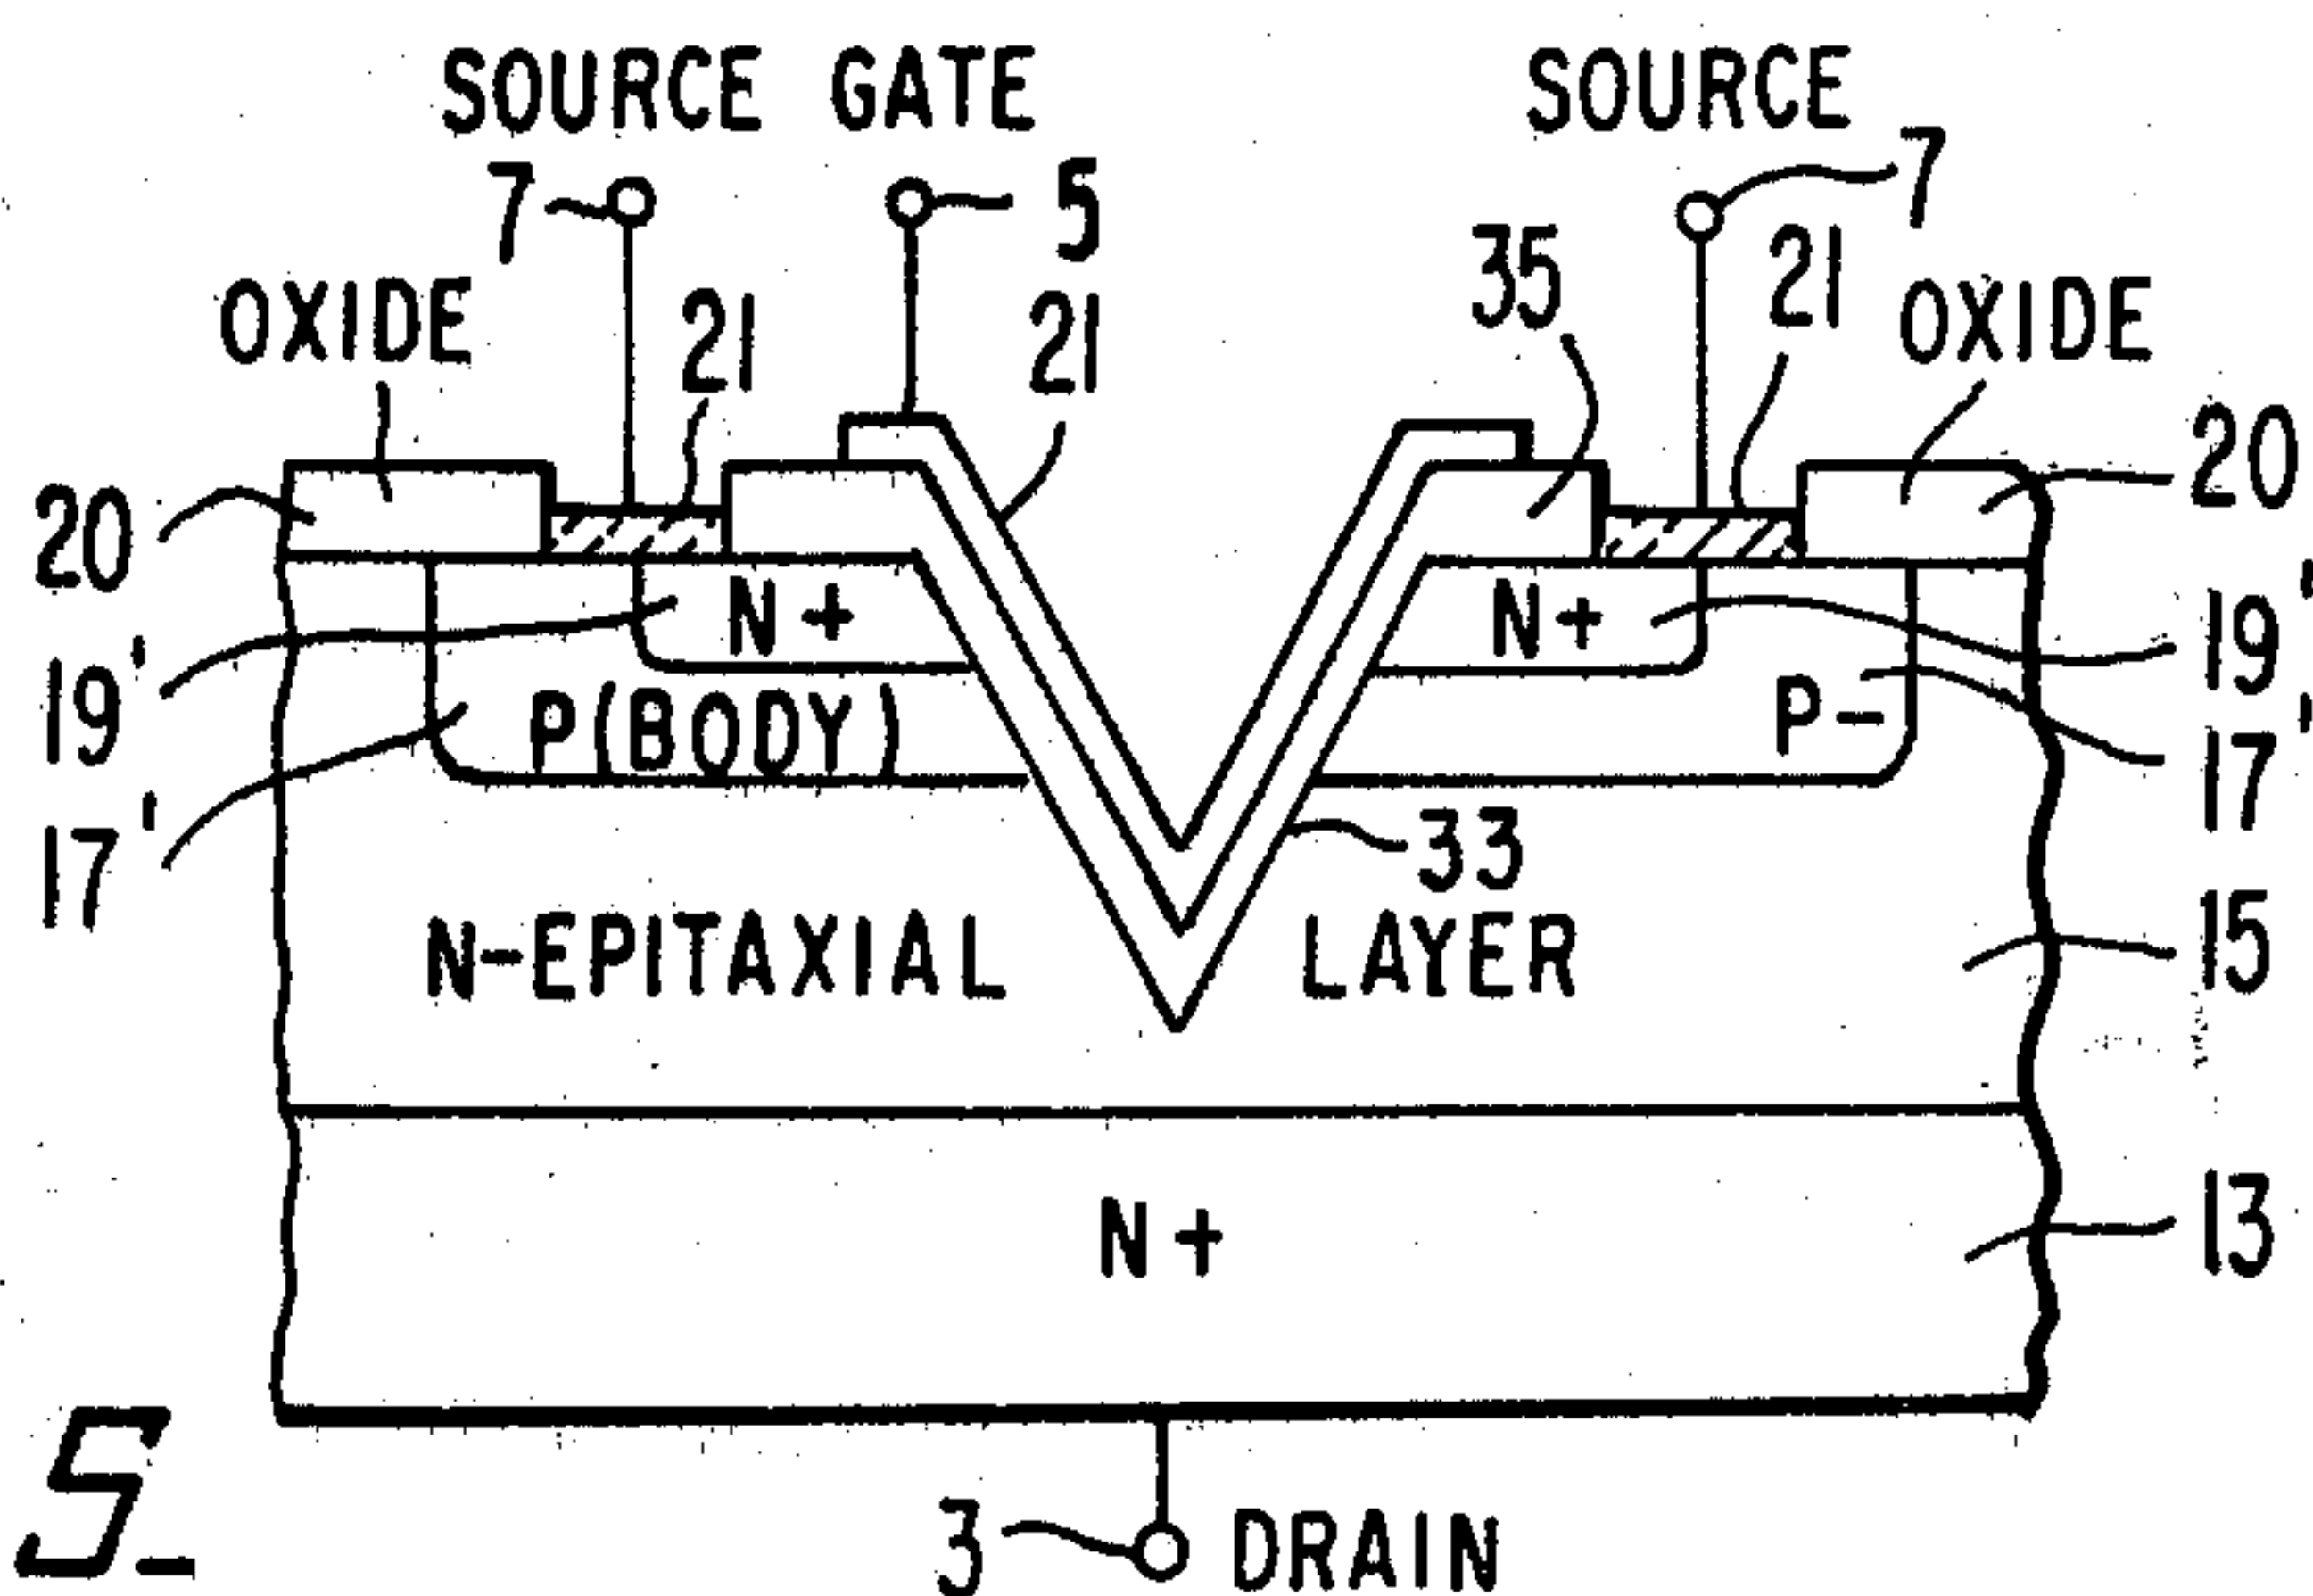 SOURCE GATE SOURCE
7 5 7
OXIDE 21 21 35 21 OXIDE
20 20
N+ N+
19' 19'
P(BODY) P-
17' 17'
33
N-EPITAXIAL LAYER 15
N+ 13
5-
3 DRAIN